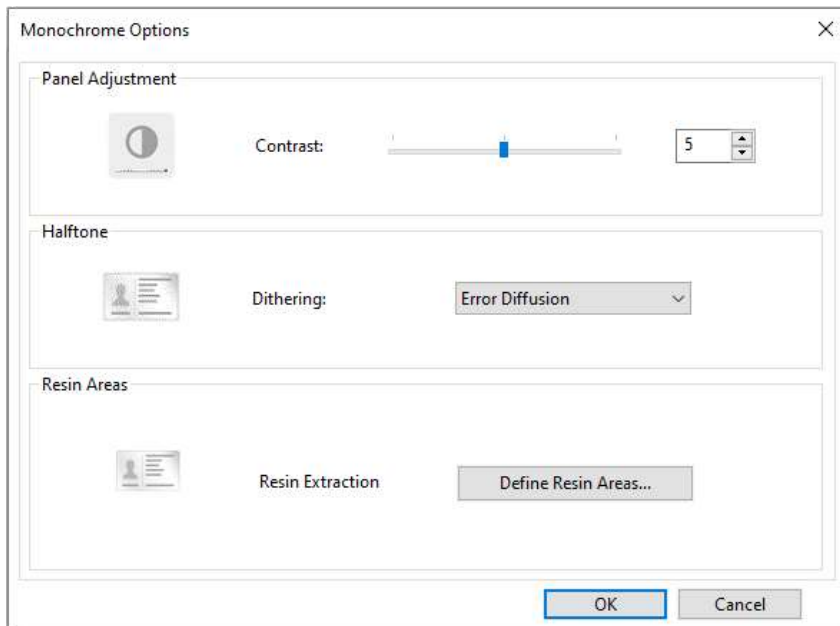 Monochrome Options
Panel Adjustment
Contrast:
5
Halftone
Dithering:
Error Diffusion
Resin Areas
Resin Extraction
Define Resin Areas...
OK
Cancel